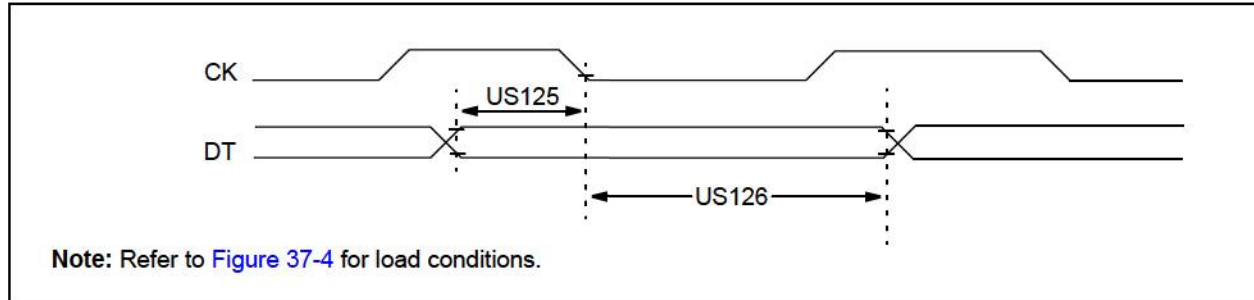 CK
US125
DT
US126
Note: Refer to Figure 37-4 for load conditions.